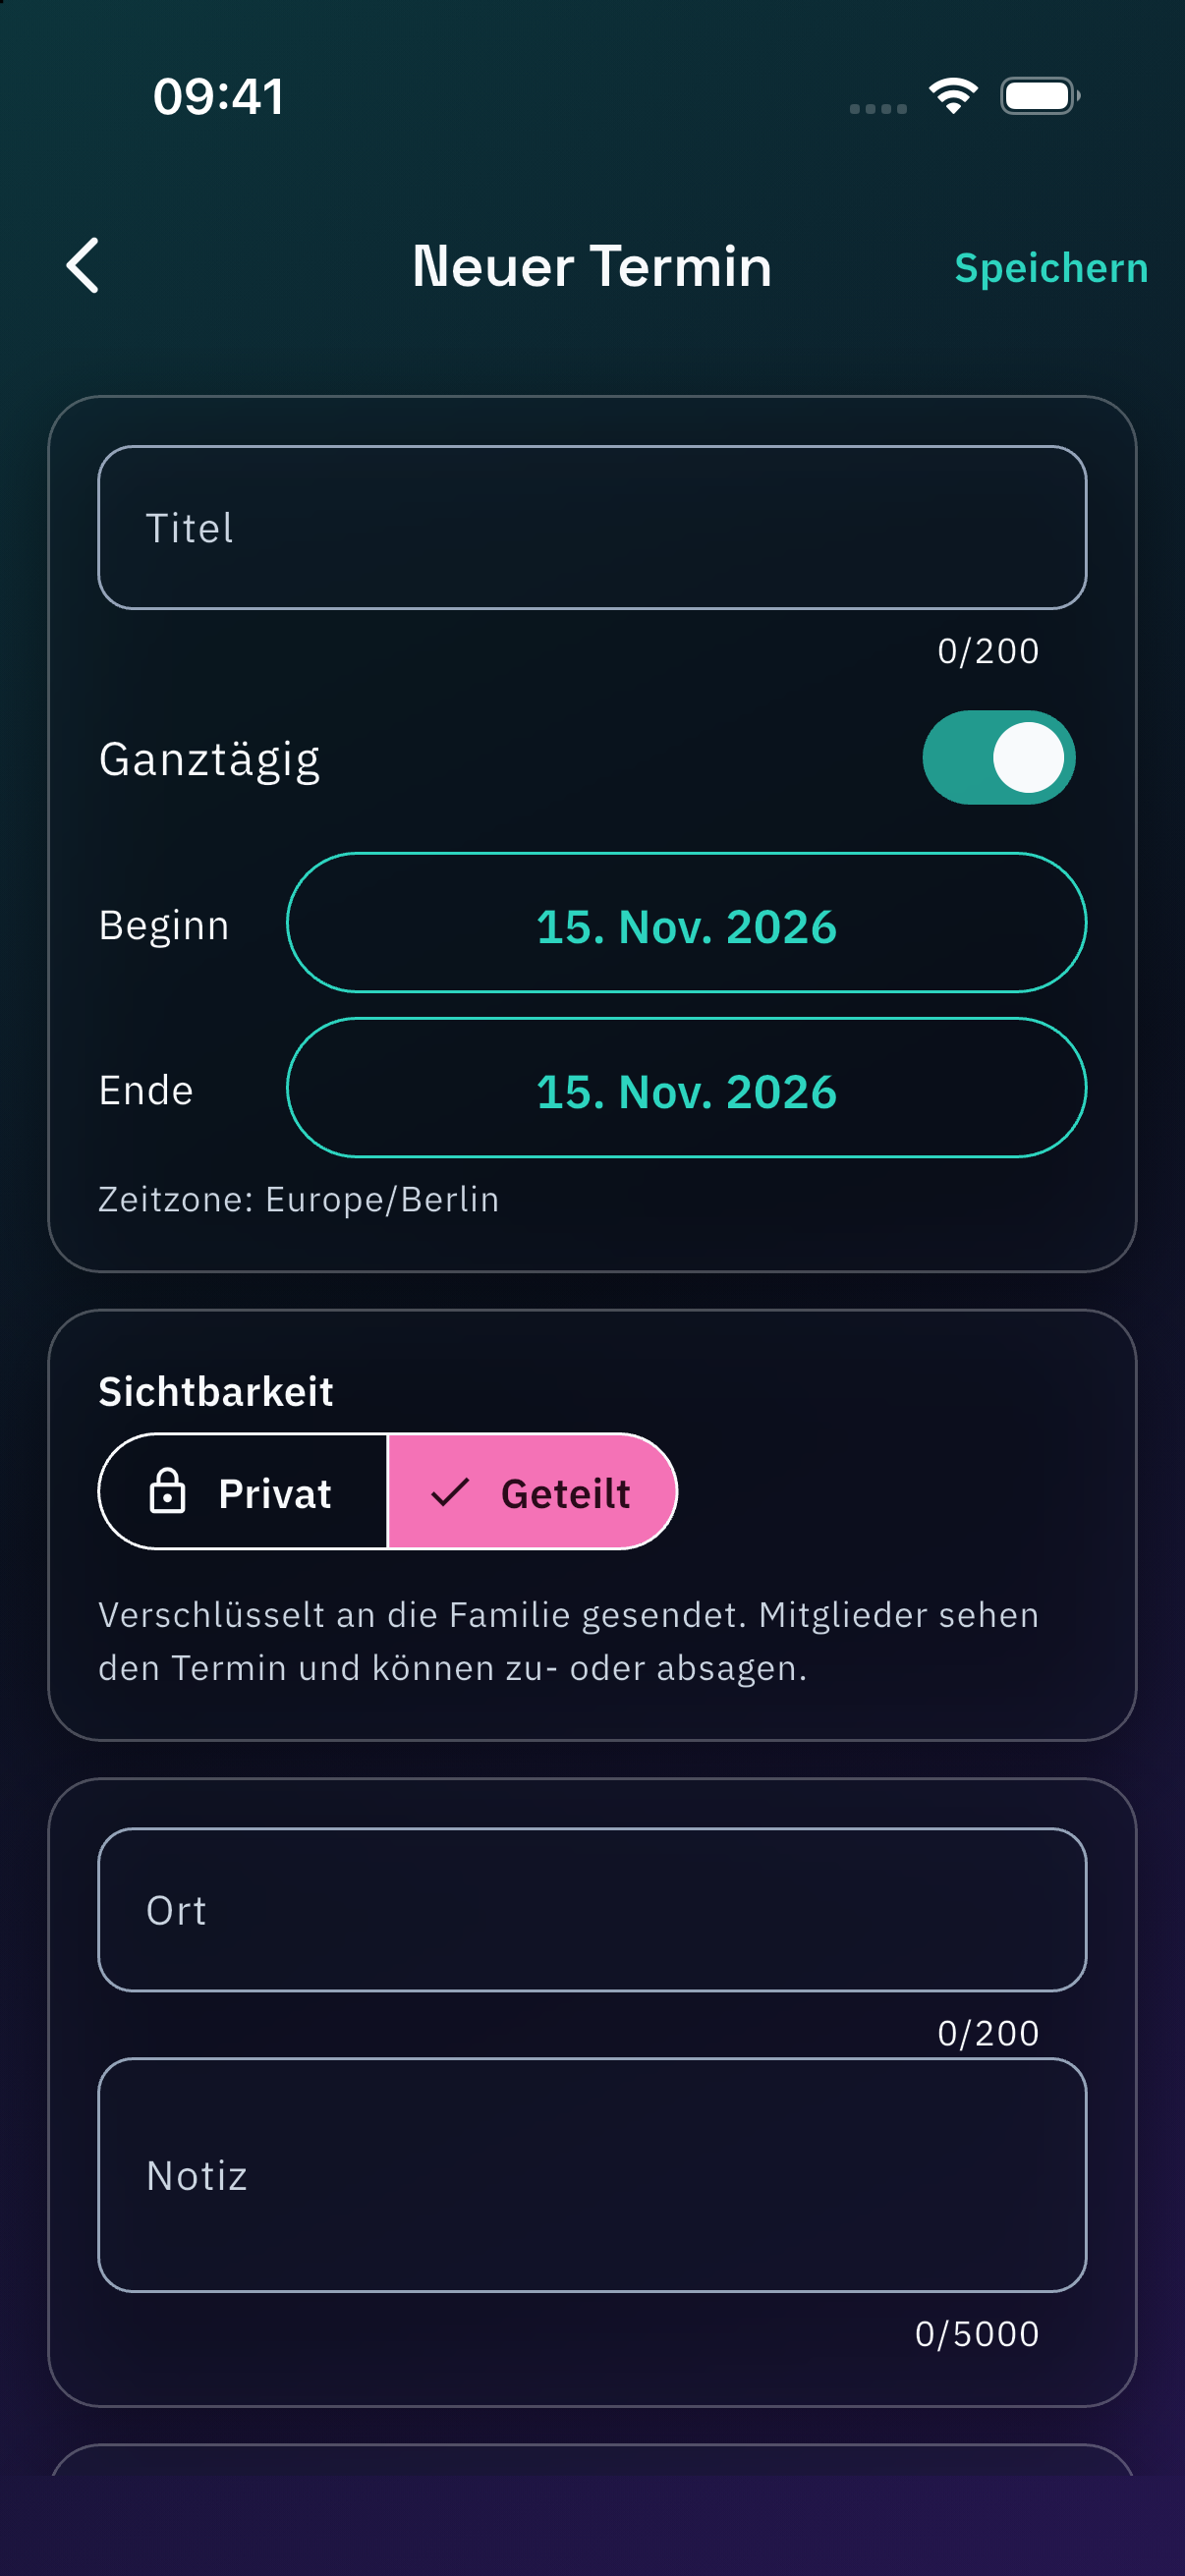 09:41
Neuer Termin
Speichern
Titel
0/200
Ganztägig
Beginn
15. Nov. 2026
Ende
15. Nov. 2026
Zeitzone: Europe/Berlin
Sichtbarkeit
Privat
Geteilt
Verschlüsselt an die Familie gesendet. Mitglieder sehen
den Termin und können zu- oder absagen.
Ort
0/200
Notiz
0/5000